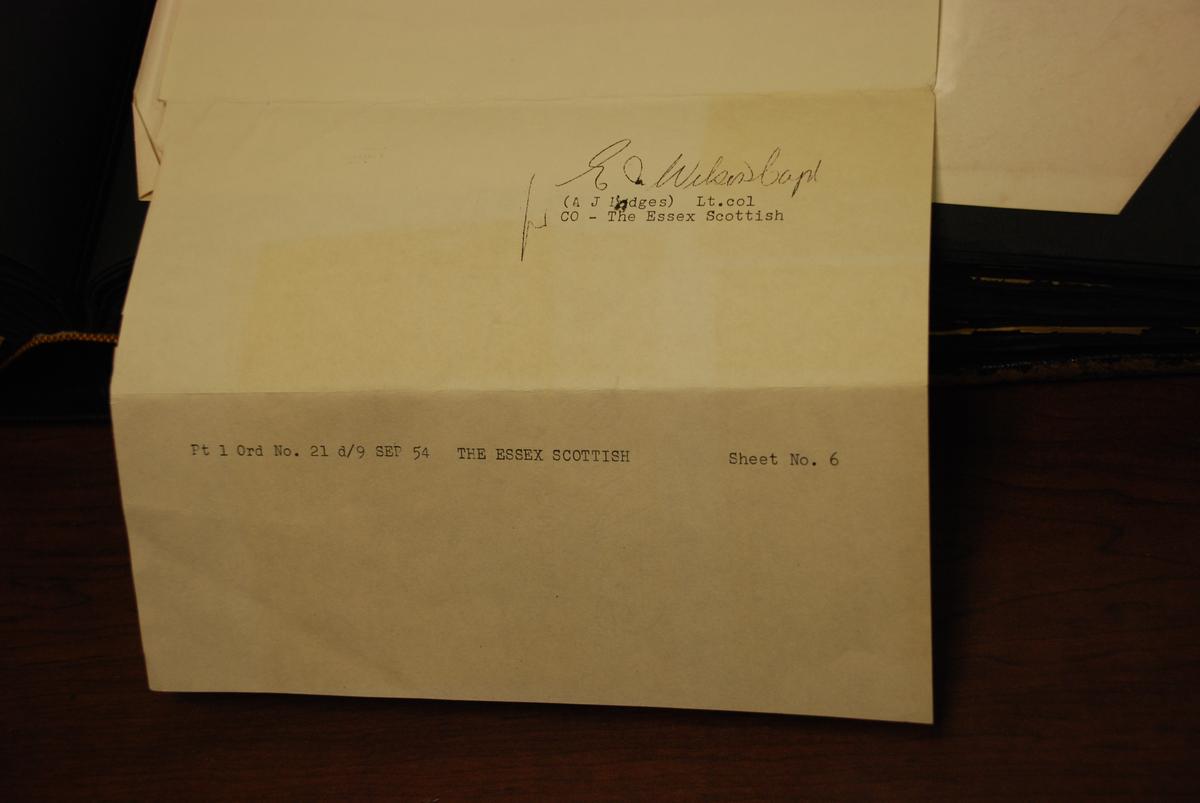 E A Wilson Capt
for
(A J Hodges) Lt.col
CO - The Essex Scottish
Pt 1 Ord No. 21 d/9 SEP 54 THE ESSEX SCOTTISH Sheet No. 6